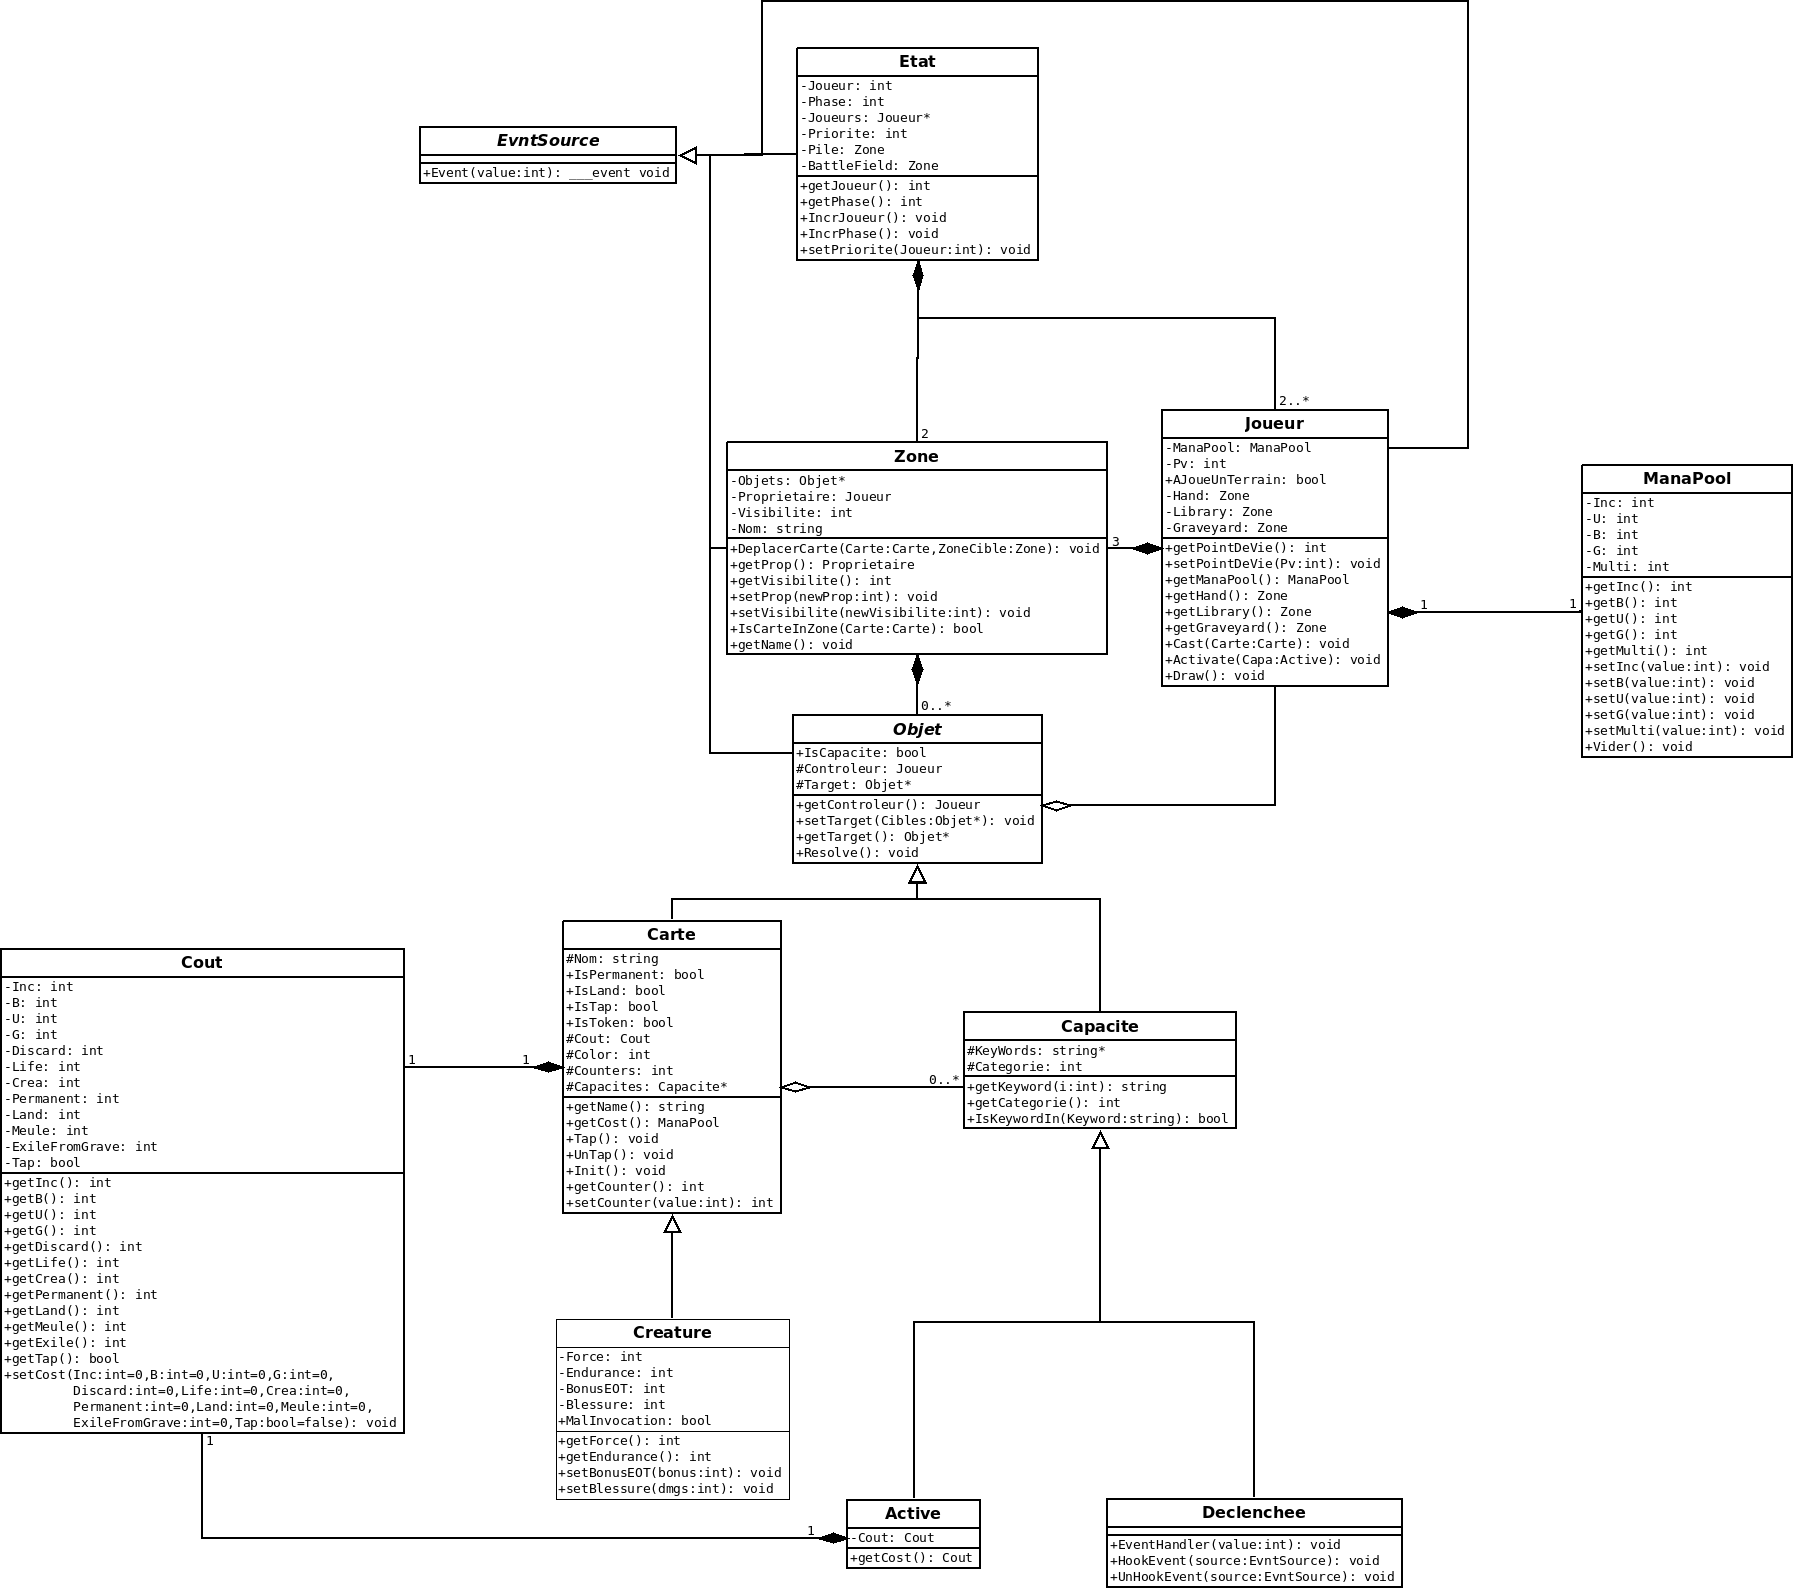 Etat
-Joueur: int
-Phase: int
-Joueurs: Joueur*
-Priorite: int
-Pile: Zone
-BattleField: Zone
+getJoueur(): int
+getPhase(): int
+IncrJoueur(): void
+IncrPhase(): void
+setPriorite(Joueur:int): void
EvntSource
+Event(value:int): ___event void
2
2..*
Zone
-Objets: Objet*
-Proprietaire: Joueur
-Visibilite: int
-Nom: string
+DeplacerCarte(Carte:Carte,ZoneCible:Zone): void
+getProp(): Proprietaire
+getVisibilite(): int
+setProp(newProp:int): void
+setVisibilite(newVisibilite:int): void
+IsCarteInZone(Carte:Carte): bool
+getName(): void
3
Joueur
-ManaPool: ManaPool
-Pv: int
+AJoueUnTerrain: bool
-Hand: Zone
-Library: Zone
-Graveyard: Zone
+getPointDeVie(): int
+setPointDeVie(Pv:int): void
+getManaPool(): ManaPool
+getHand(): Zone
+getLibrary(): Zone
+getGraveyard(): Zone
+Cast(Carte:Carte): void
+Activate(Capa:Active): void
+Draw(): void
1
1
ManaPool
-Inc: int
-U: int
-B: int
-G: int
-Multi: int
+getInc(): int
+getB(): int
+getU(): int
+getG(): int
+getMulti(): int
+setInc(value:int): void
+setB(value:int): void
+setU(value:int): void
+setG(value:int): void
+setMulti(value:int): void
+Vider(): void
0..*
Objet
+IsCapacite: bool
#Controleur: Joueur
#Target: Objet*
+getControleur(): Joueur
+setTarget(Cibles:Objet*): void
+getTarget(): Objet*
+Resolve(): void
Cout
-Inc: int
-B: int
-U: int
-G: int
-Discard: int
-Life: int
-Crea: int
-Permanent: int
-Land: int
-Meule: int
-ExileFromGrave: int
-Tap: bool
+getInc(): int
+getB(): int
+getU(): int
+getG(): int
+getDiscard(): int
+getLife(): int
+getCrea(): int
+getPermanent(): int
+getLand(): int
+getMeule(): int
+getExile(): int
+getTap(): bool
+setCost(Inc:int=0,B:int=0,U:int=0,G:int=0,
Discard:int=0,Life:int=0,Crea:int=0,
Permanent:int=0,Land:int=0,Meule:int=0,
ExileFromGrave:int=0,Tap:bool=false): void
1
1
Carte
#Nom: string
+IsPermanent: bool
+IsLand: bool
+IsTap: bool
+IsToken: bool
#Cout: Cout
#Color: int
#Counters: int
#Capacites: Capacite*
+getName(): string
+getCost(): ManaPool
+Tap(): void
+UnTap(): void
+Init(): void
+getCounter(): int
+setCounter(value:int): int
0..*
Capacite
#KeyWords: string*
#Categorie: int
+getKeyword(i:int): string
+getCategorie(): int
+IsKeywordIn(Keyword:string): bool
Creature
-Force: int
-Endurance: int
-BonusEOT: int
-Blessure: int
+MalInvocation: bool
+getForce(): int
+getEndurance(): int
+setBonusEOT(bonus:int): void
+setBlessure(dmgs:int): void
1
1
Active
-Cout: Cout
+getCost(): Cout
Declenchee
+EventHandler(value:int): void
+HookEvent(source:EvntSource): void
+UnHookEvent(source:EvntSource): void